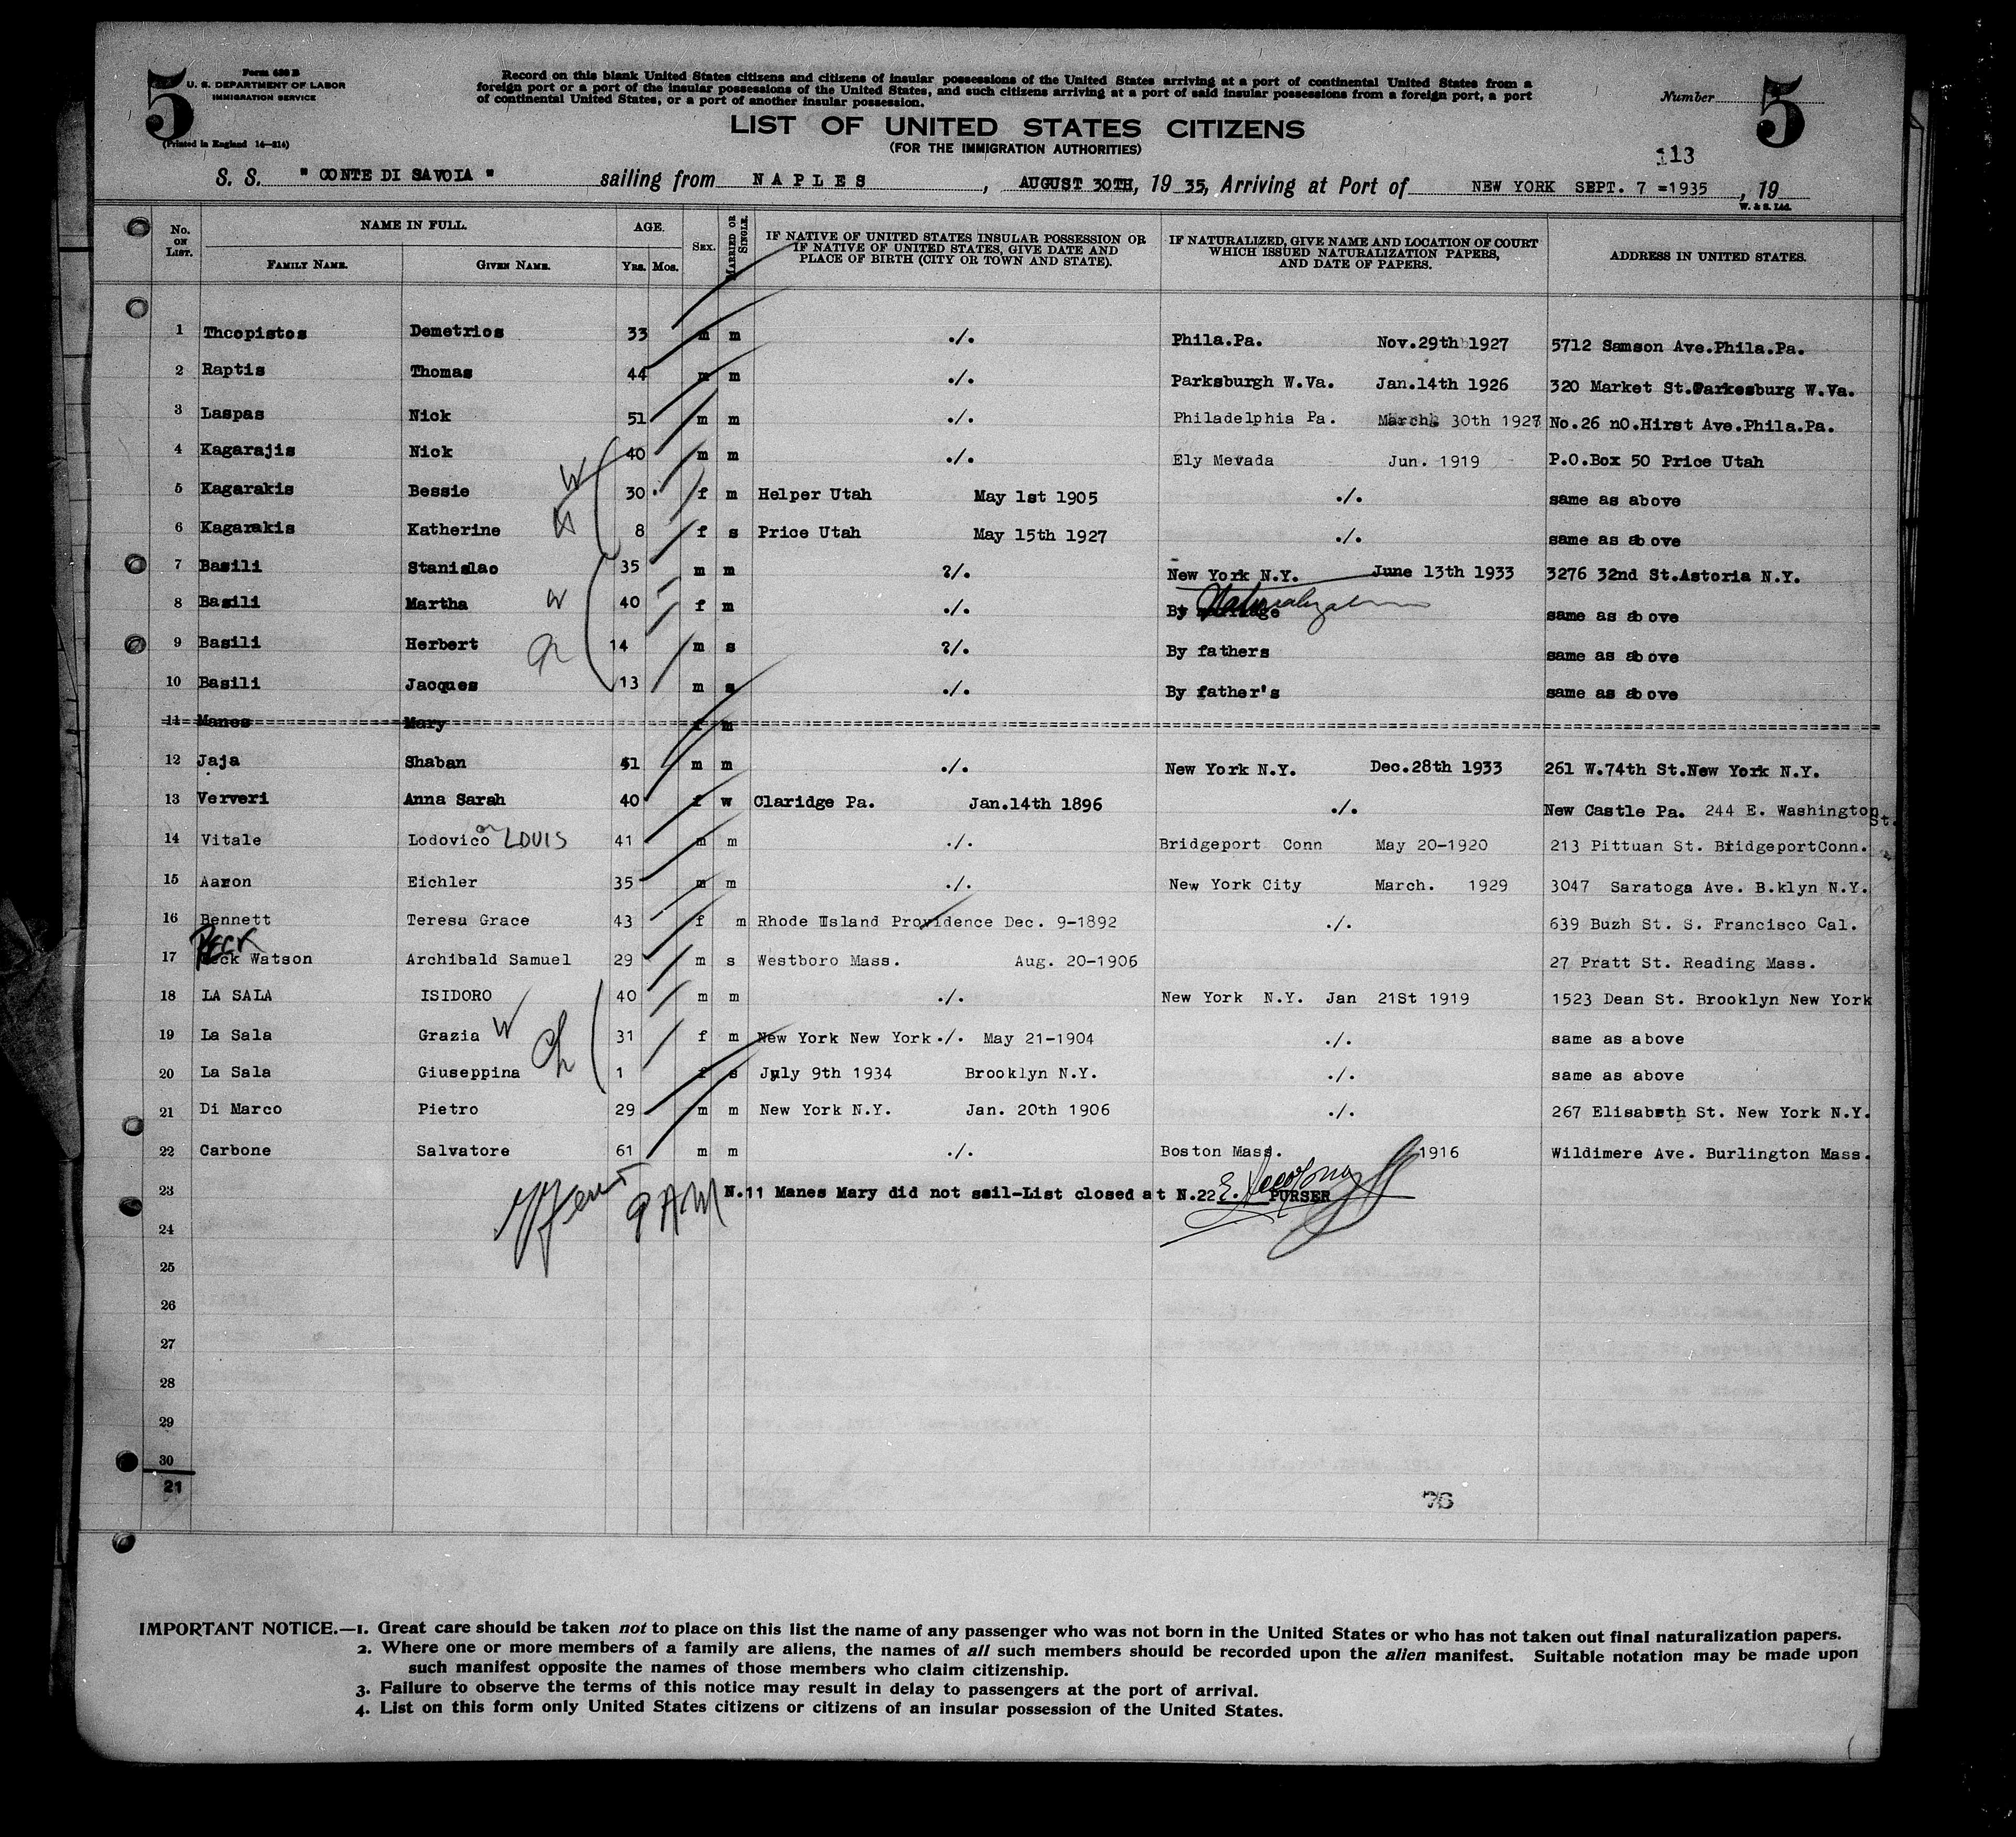 5
Form 630 B
U. S. DEPARTMENT OF LABOR
IMMIGRATION SERVICE
(Printed in England 14—214)
Record on this blank United States citizens and citizens of insular possessions of the United States arriving at a port of continental United States from a
foreign port or a port of the insular possessions of the United States, and such citizens arriving at a port of said insular possessions from a foreign port, a port
of continental United States, or a port of another insular possession.
LIST OF UNITED STATES CITIZENS
(FOR THE IMMIGRATION AUTHORITIES)
Number
5
113
S. S. " CONTE DI SAVOIA " sailing from NAPLES, AUGUST 30TH, 19 35, Arriving at Port of NEW YORK SEPT. 7 =1935, 19
W. & S. Ltd.
No. ON LIST. NAME IN FULL. AGE. SEX. MARRIED OR SINGLE. IF NATIVE OF UNITED STATES INSULAR POSSESSION OR IF NATIVE OF UNITED STATES, GIVE DATE AND PLACE OF BIRTH (CITY OR TOWN AND STATE). IF NATURALIZED, GIVE NAME AND LOCATION OF COURT WHICH ISSUED NATURALIZATION PAPERS, AND DATE OF PAPERS. ADDRESS IN UNITED STATES.
FAMILY NAME. GIVEN NAME. YRS. MOS.
1 Theopistos Demetrios 33 m m ./. Phila.Pa. Nov.29th 1927 5712 Samson Ave.Phila.Pa.
2 Raptis Thomas 44 m m ./. Parksburgh W.Va. Jan.14th 1926 320 Market St.Parkesburg W.Va.
3 Laspas Nick 51 m m ./. Philadelphia Pa. March 30th 1927 No.26 nO.Hirst Ave.Phila.Pa.
4 Kagarajis Nick 40 m m ./. Ely Mevada Jun. 1919 P.O.Box 50 Price Utah
5 Kagarakis Bessie W 30 f m Helper Utah May 1st 1905 ./. same as above
6 Kagarakis Katherine 8 f s Price Utah May 15th 1927 ./. same as above
7 Basili Stanislao 35 m m ?/. New York N.Y. June 13th 1933 3276 32nd St.Astoria N.Y.
8 Basili Martha W 40 f m ./. By Naturalization same as above
9 Basili Herbert 14 m s ?/. By fathers same as above
10 Basili Jacques 13 m s ./. By father's same as above
11 Manes Mary f m
12 Jaja Shaban 51 m m ./. New York N.Y. Dec.28th 1933 261 W.74th St.New York N.Y.
13 Ververi Anna Sarah 40 f w Claridge Pa. Jan.14th 1896 ./. New Castle Pa. 244 E. Washington St.
14 Vitale Lodovico or LOUIS 41 m m ./. Bridgeport Conn May 20-1920 213 Pittuan St. BridgeportConn.
15 Aaron Eichler 35 m m ./. New York City March. 1929 3047 Saratoga Ave. B.klyn N.Y.
16 Bennett Teresa Grace 43 f m Rhode Island Providence Dec. 9-1892 ./. 639 Buzh St. S. Francisco Cal.
PECK
17 Peck Watson Archibald Samuel 29 m s Westboro Mass. Aug. 20-1906 27 Pratt St. Reading Mass.
18 LA SALA ISIDORO 40 m m ./. New York N.Y. Jan 21St 1919 1523 Dean St. Brooklyn New York
19 La Sala Grazia W 31 f m New York New York./. May 21-1904 ./. same as above
20 La Sala Giuseppina Ch 1 f s July 9th 1934 Brooklyn N.Y. ./. same as above
21 Di Marco Pietro 29 m m New York N.Y. Jan. 20th 1906 ./. 267 Elisabeth St. New York N.Y.
22 Carbone Salvatore 61 m m ./. Boston Mass. 1916 Wildimere Ave. Burlington Mass.
23 9 AM N.11 Manes Mary did not sail-List closed at N.22 PURSER
24
25
26
27
28
29
30
21
76
IMPORTANT NOTICE.—1. Great care should be taken not to place on this list the name of any passenger who was not born in the United States or who has not taken out final naturalization papers.
2. Where one or more members of a family are aliens, the names of all such members should be recorded upon the alien manifest. Suitable notation may be made upon
such manifest opposite the names of those members who claim citizenship.
3. Failure to observe the terms of this notice may result in delay to passengers at the port of arrival.
4. List on this form only United States citizens or citizens of an insular possession of the United States.